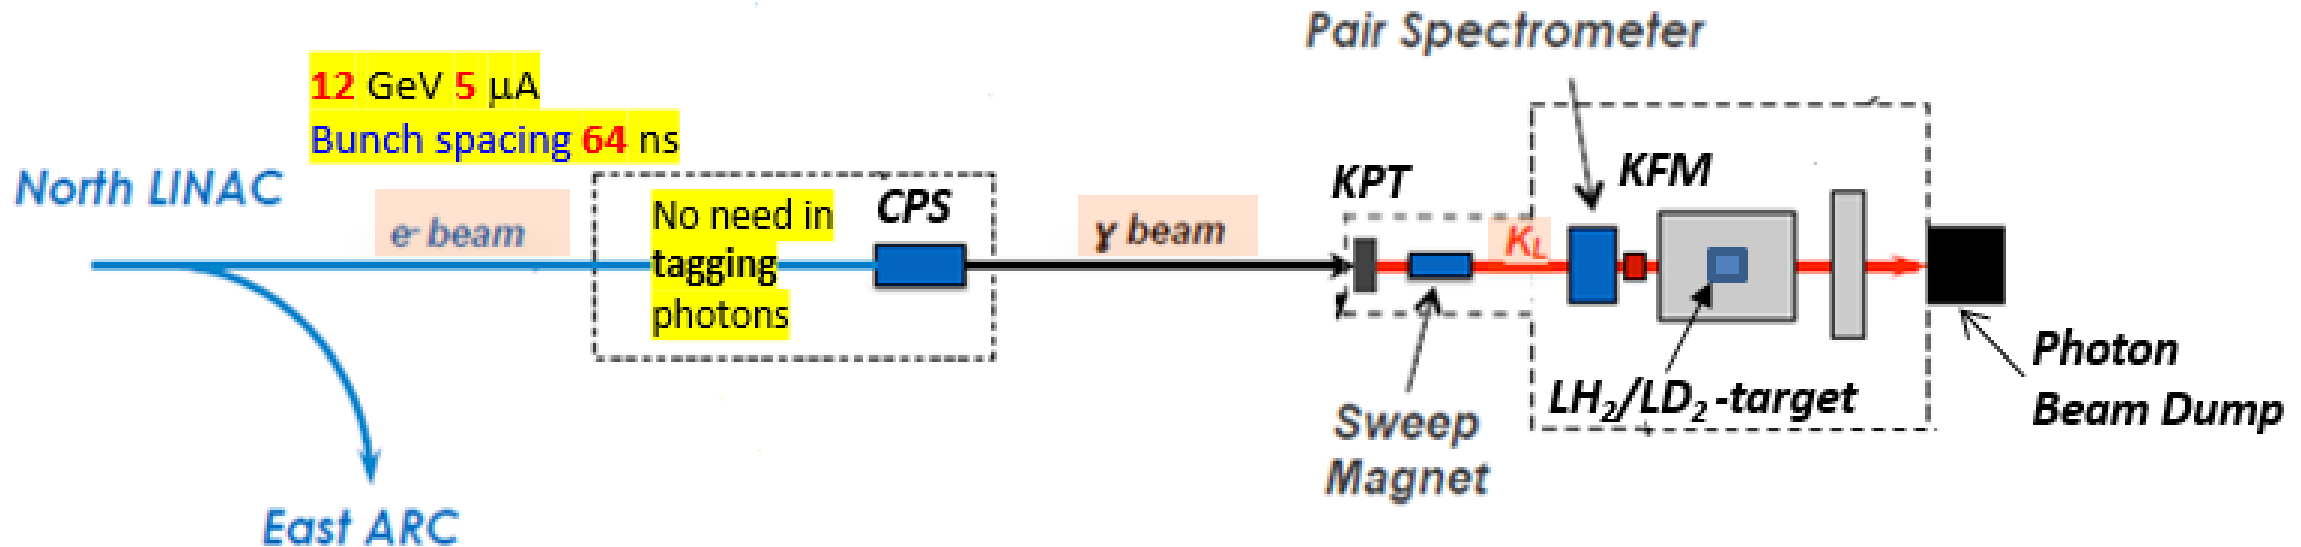 Pair Spectrometer
12 GeV 5 µA
Bunch spacing 64 ns
North LINAC
e⁻ beam
No need in
tagging
photons
CPS
γ beam
KPT
KL
KFM
LH₂/LD₂ -target
Sweep
Magnet
Photon
Beam Dump
East ARC